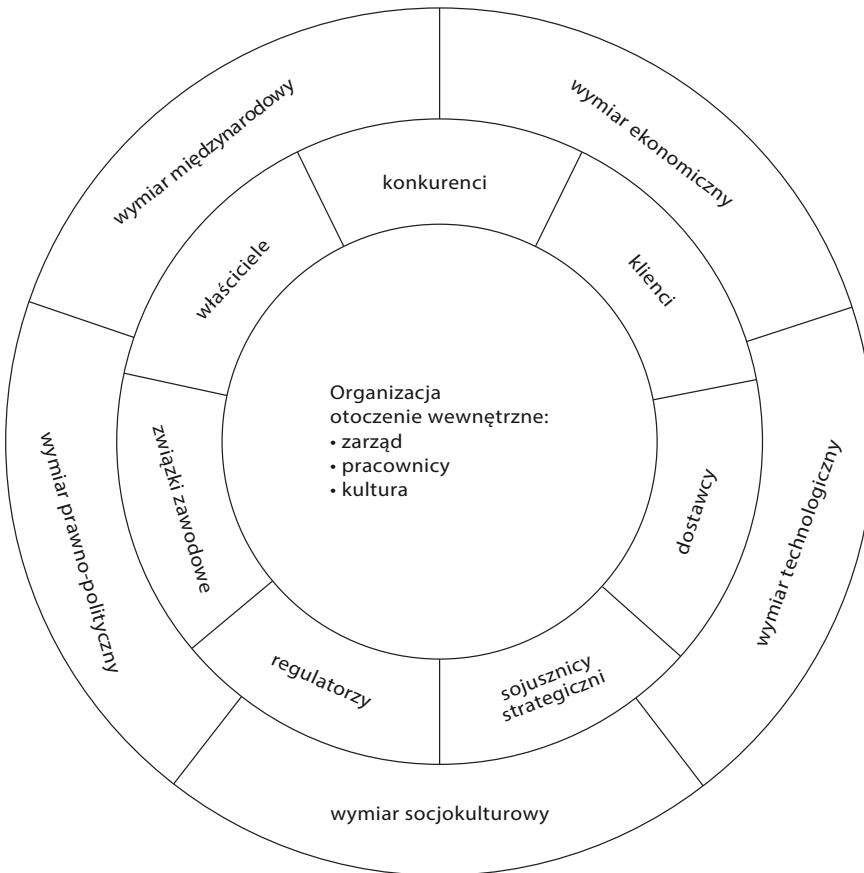 wymiar międzynarodowy
wymiar ekonomiczny
konkurenci
właściciele
klienci
Organizacja
otoczenie wewnętrzne:
• zarząd
• pracownicy
• kultura
związki zawodowe
wymiar prawno-polityczny
dostawcy
wymiar technologiczny
regulatorzy
sojusznicy
strategiczni
wymiar socjokulturowy